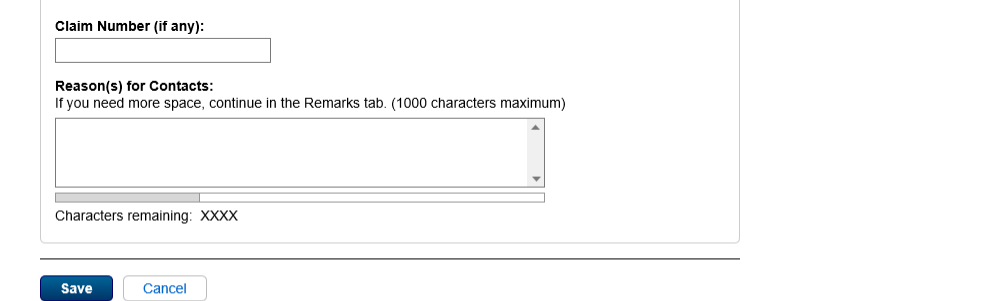 Claim Number (if any):
Reason(s) for Contacts:
If you need more space, continue in the Remarks tab. (1000 characters maximum)
Characters remaining: XXXX
Save Cancel